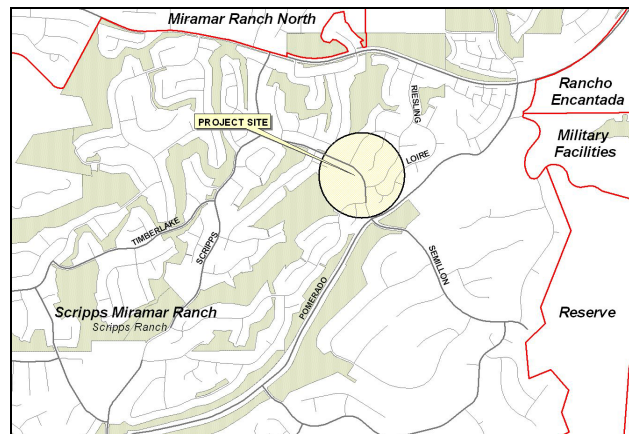 Miramar Ranch North
Rancho
Encantada
RIESLING
PROJECT SITE
Military
Facilities
LOIRE
TIMBERLAKE
SCRIPPS
SEMILLON
POMERADO
Scripps Miramar Ranch
Scripps Ranch
Reserve